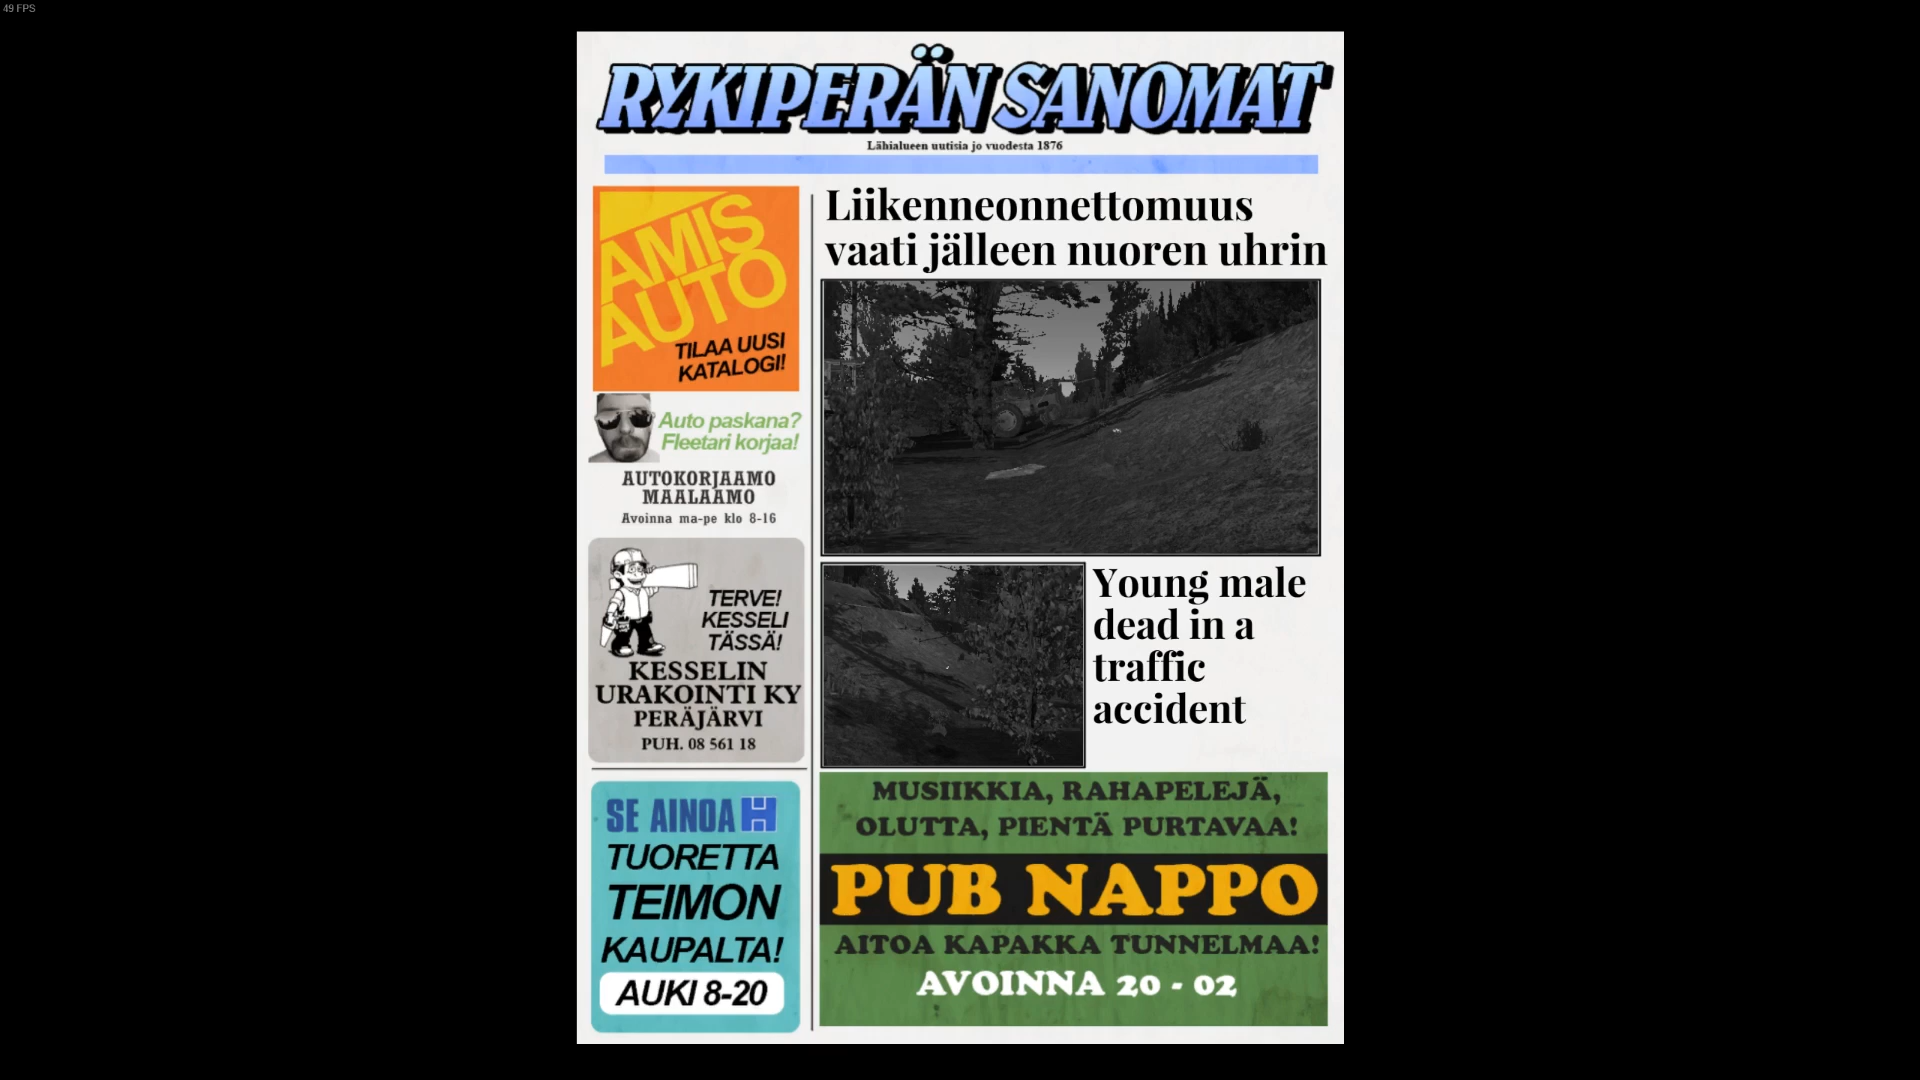 49 FPS
RYKIPERÄN SANOMAT
Lähialueen uutisia jo vuodesta 1876
AMIS
AUTO
TILAA UUSI
KATALOGI!
Auto paskana?
Fleetari korjaa!
AUTOKORJAAMO
MAALAAMO
Avoinna ma-pe klo 8-16
TERVE!
KESSELI
TÄSSÄ!
KESSELIN
URAKOINTI KY
PERÄJÄRVI
PUH. 08 561 18
SE AINOA H
TUORETTA
TEIMON
KAUPALTA!
AUKI 8-20
Liikenneonnettomuus
vaati jälleen nuoren uhrin
Young male
dead in a
traffic
accident
MUSIIKKIA, RAHAPELEJÄ,
OLUTTA, PIENTÄ PURTAVAA!
PUB NAPPO
AITOA KAPAKKA TUNNELMAA!
AVOINNA 20 - 02